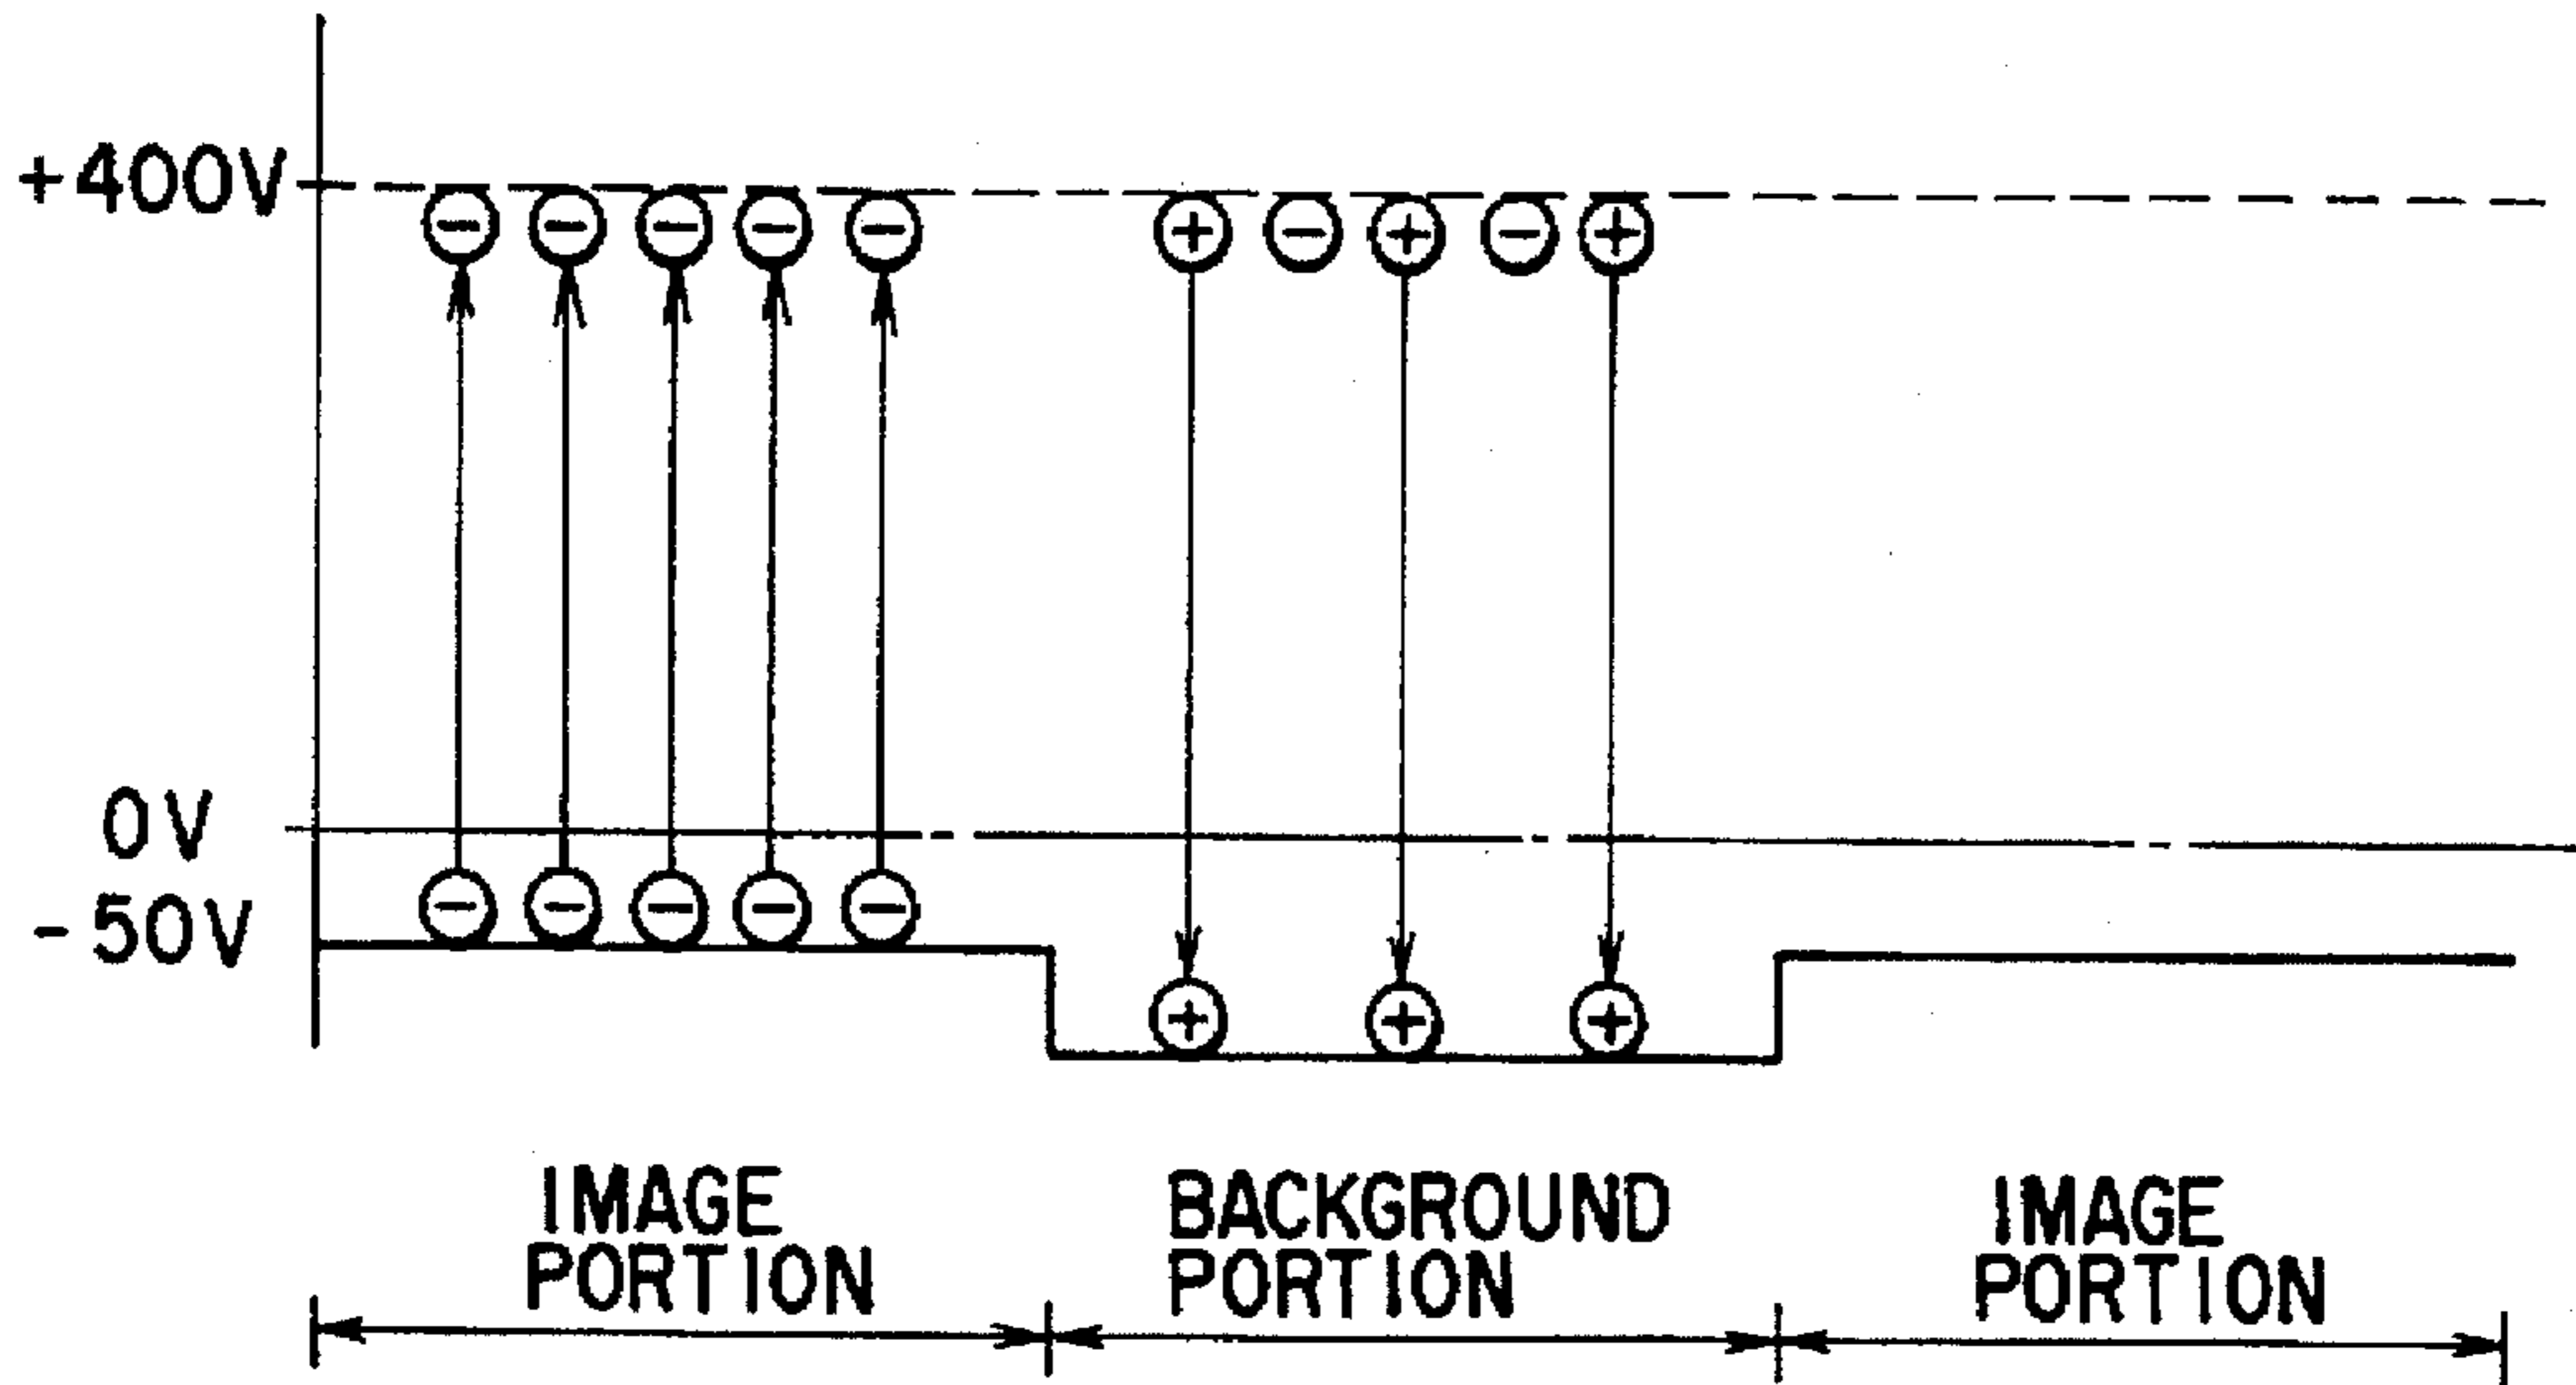 +400V
− − − − − + − + − +
0V
− − − − −
-50V
+ + +
IMAGE
PORTION
BACKGROUND
PORTION
IMAGE
PORTION